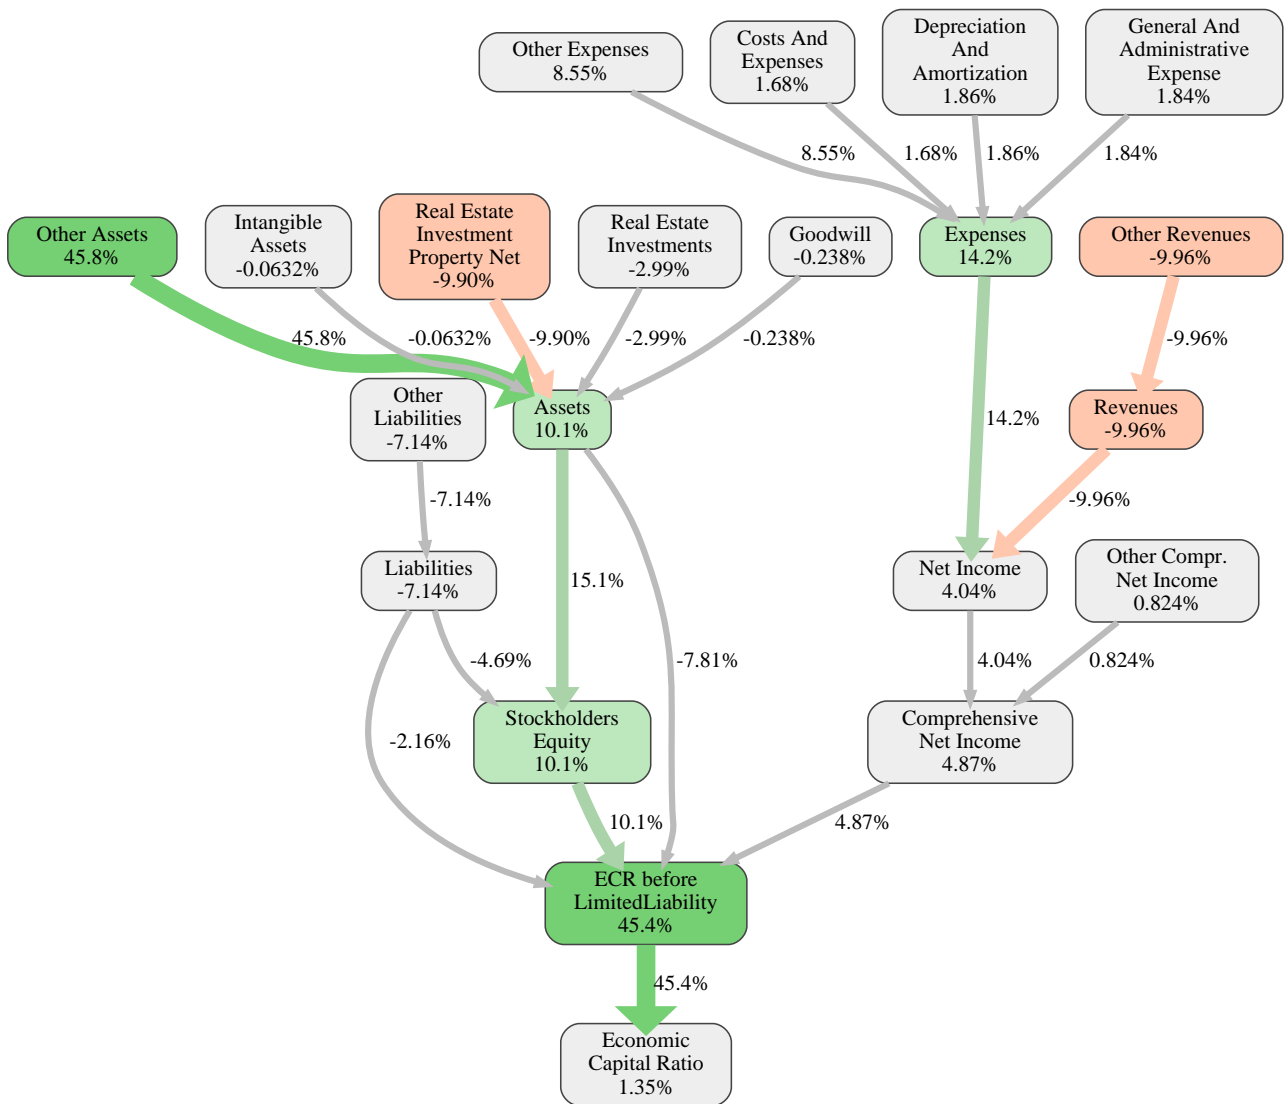 Other Expenses
8.55%
Costs And
Expenses
1.68%
Depreciation
And
Amortization
1.86%
General And
Administrative
Expense
1.84%
8.55%
1.68%
1.86%
1.84%
Other Assets
45.8%
Intangible
Assets
-0.0632%
Real Estate
Investment
Property Net
-9.90%
Real Estate
Investments
-2.99%
Goodwill
-0.238%
Expenses
14.2%
Other Revenues
-9.96%
45.8%
-0.0632%
-9.90%
-2.99%
-0.238%
-9.96%
Other
Liabilities
-7.14%
Assets
10.1%
14.2%
Revenues
-9.96%
-7.14%
-9.96%
Liabilities
-7.14%
15.1%
Net Income
4.04%
Other Compr.
Net Income
0.824%
-4.69%
-7.81%
4.04%
0.824%
-2.16%
Stockholders
Equity
10.1%
Comprehensive
Net Income
4.87%
10.1%
4.87%
ECR before
LimitedLiability
45.4%
45.4%
Economic
Capital Ratio
1.35%